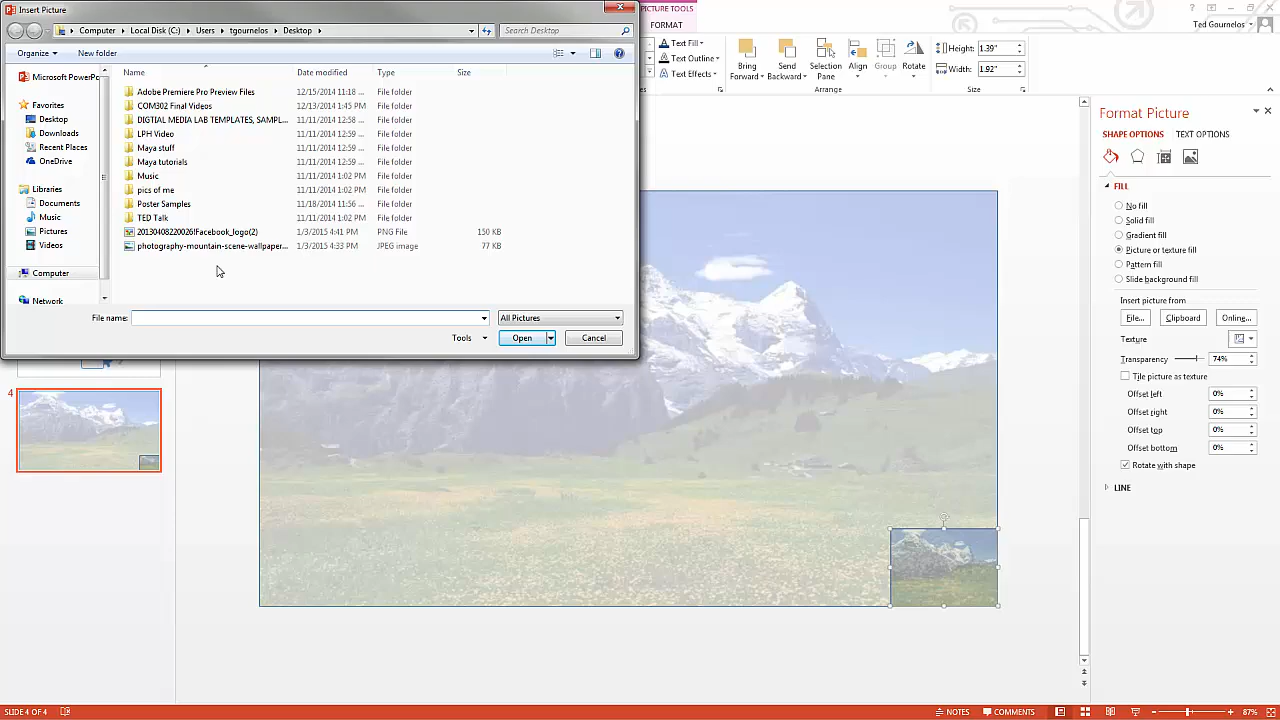 Insert Picture
PICTURE TOOLS
FORMAT
Ted Gournelos
Computer
Local Disk (C:)
Users
tgournelos
Desktop
Search Desktop
Organize
New folder
Text Fill
Text Outline
Text Effects
Bring Forward
Send Backward
Selection Pane
Align
Group
Rotate
Height: 1.39"
Width: 1.92"
Size
Microsoft PowerPo
Favorites
Desktop
Downloads
Recent Places
OneDrive
Libraries
Documents
Music
Pictures
Videos
Computer
Network
Name Date modified Type Size
Adobe Premiere Pro Preview Files 12/15/2014 11:18 ... File folder
COM302 Final Videos 12/13/2014 1:45 PM File folder
DIGTIAL MEDIA LAB TEMPLATES, SAMPL... 11/11/2014 12:58 ... File folder
LPH Video 11/11/2014 12:59 ... File folder
Maya stuff 11/11/2014 12:59 ... File folder
Maya tutorials 11/11/2014 12:59 ... File folder
Music 11/11/2014 1:02 PM File folder
pics of me 11/11/2014 1:02 PM File folder
Poster Samples 11/18/2014 11:56 ... File folder
TED Talk 11/11/2014 1:02 PM File folder
20130408220026!Facebook_logo(2) 1/3/2015 4:41 PM PNG File 150 KB
photography-mountain-scene-wallpaper... 1/3/2015 4:33 PM JPEG image 77 KB
File name:
All Pictures
Tools
Open
Cancel
Format Picture
SHAPE OPTIONS
TEXT OPTIONS
FILL
No fill
Solid fill
Gradient fill
Picture or texture fill
Pattern fill
Slide background fill
Insert picture from
File...
Clipboard
Online...
Texture
Transparency 74%
Tile picture as texture
Offset left 0%
Offset right 0%
Offset top 0%
Offset bottom 0%
Rotate with shape
LINE
4
SLIDE 4 OF 4
NOTES
COMMENTS
87%